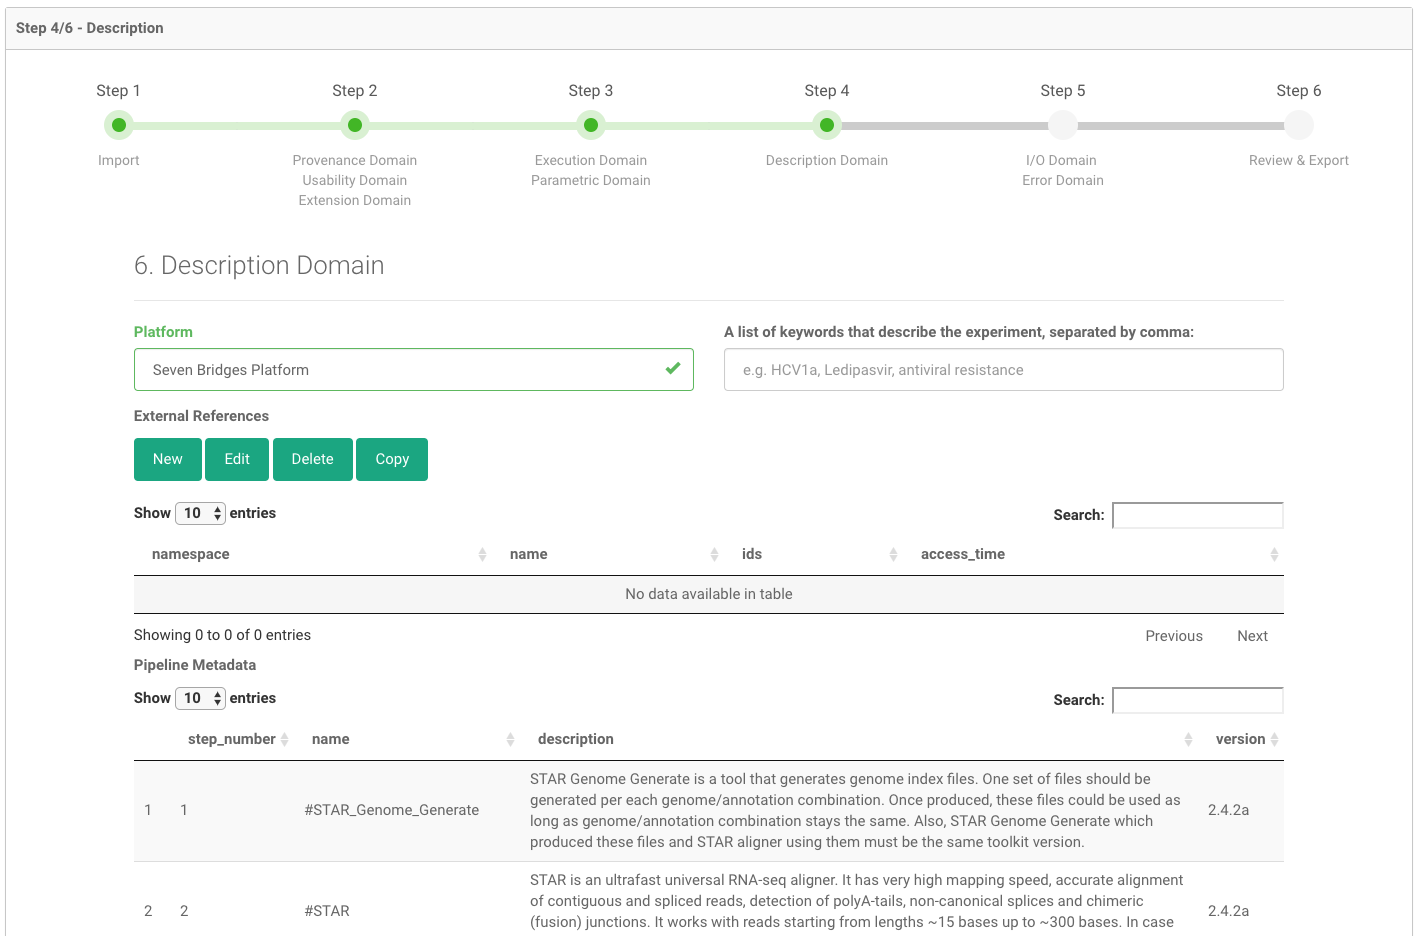 Step 4/6 - Description
Step 1
Step 2
Step 3
Step 4
Step 5
Step 6
Import
Provenance Domain
Usability Domain
Extension Domain
Execution Domain
Parametric Domain
Description Domain
I/O Domain
Error Domain
Review & Export
6. Description Domain
Platform
Seven Bridges Platform
A list of keywords that describe the experiment, separated by comma:
e.g. HCV1a, Ledipasvir, antiviral resistance
External References
New Edit Delete Copy
Show 10 entries
Search:
namespace name ids access_time
No data available in table
Showing 0 to 0 of 0 entries
Previous Next
Pipeline Metadata
Show 10 entries
Search:
step_number name description version
1 1 #STAR_Genome_Generate
STAR Genome Generate is a tool that generates genome index files. One set of files should be
generated per each genome/annotation combination. Once produced, these files could be used as
long as genome/annotation combination stays the same. Also, STAR Genome Generate which
produced these files and STAR aligner using them must be the same toolkit version.
2.4.2a
2 2 #STAR
STAR is an ultrafast universal RNA-seq aligner. It has very high mapping speed, accurate alignment
of contiguous and spliced reads, detection of polyA-tails, non-canonical splices and chimeric
(fusion) junctions. It works with reads starting from lengths ~15 bases up to ~300 bases. In case
2.4.2a